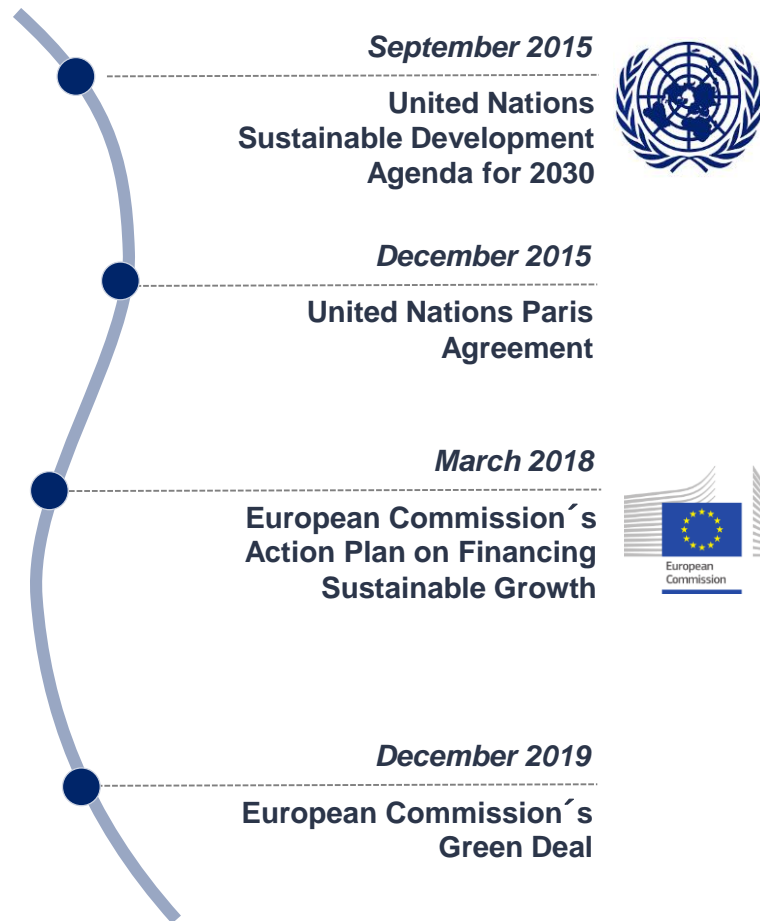 September 2015
United Nations
Sustainable Development
Agenda for 2030
December 2015
United Nations Paris
Agreement
March 2018
European Commission´s
Action Plan on Financing
Sustainable Growth
European
Commission
December 2019
European Commission´s
Green Deal